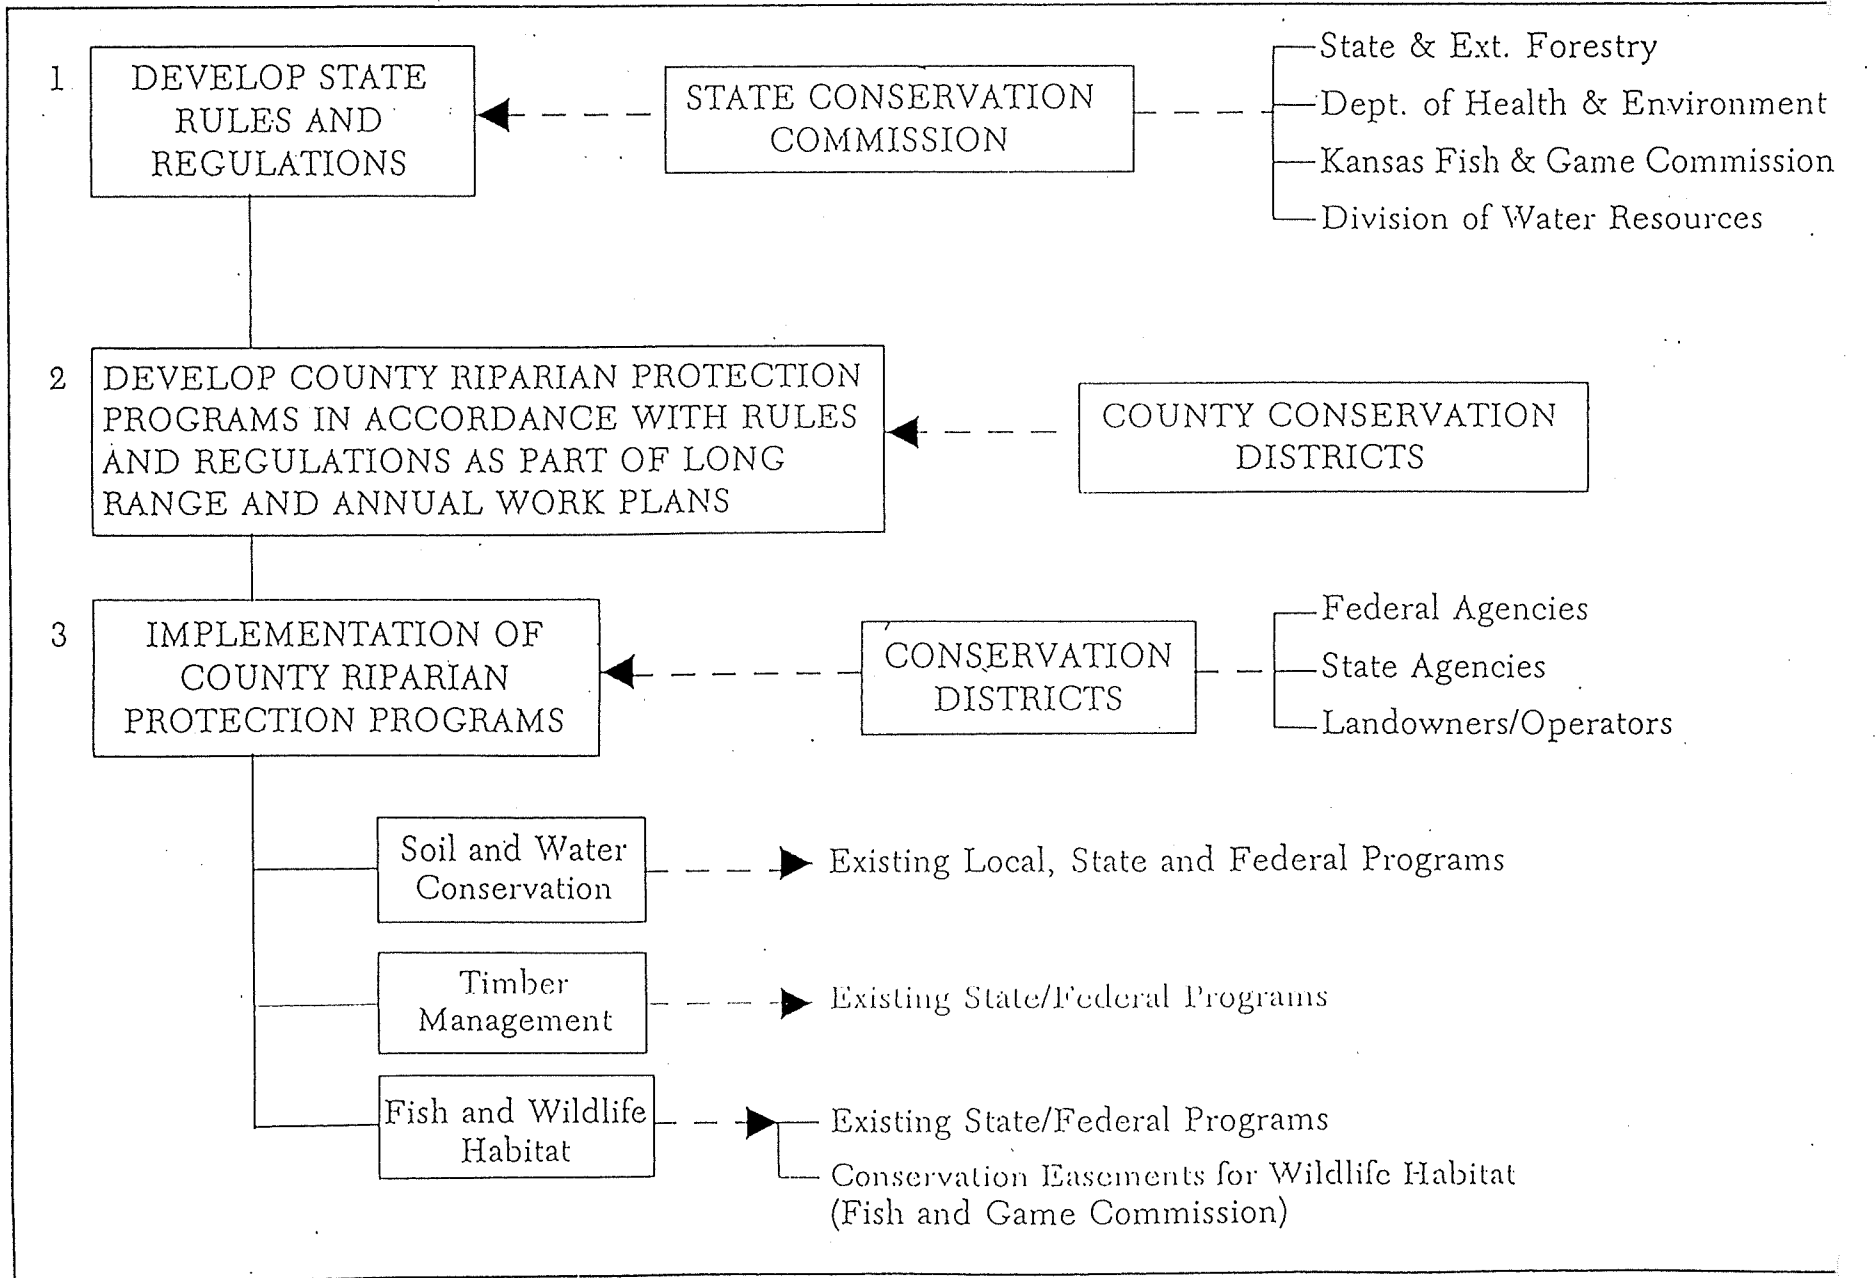 1
DEVELOP STATE
RULES AND
REGULATIONS
STATE CONSERVATION
COMMISSION
State & Ext. Forestry
Dept. of Health & Environment
Kansas Fish & Game Commission
Division of Water Resources
2
DEVELOP COUNTY RIPARIAN PROTECTION
PROGRAMS IN ACCORDANCE WITH RULES
AND REGULATIONS AS PART OF LONG
RANGE AND ANNUAL WORK PLANS
COUNTY CONSERVATION
DISTRICTS
3
IMPLEMENTATION OF
COUNTY RIPARIAN
PROTECTION PROGRAMS
CONSERVATION
DISTRICTS
Federal Agencies
State Agencies
Landowners/Operators
Soil and Water
Conservation
Existing Local, State and Federal Programs
Timber
Management
Existing State/Federal Programs
Fish and Wildlife
Habitat
Existing State/Federal Programs
Conservation Easements for Wildlife Habitat
(Fish and Game Commission)